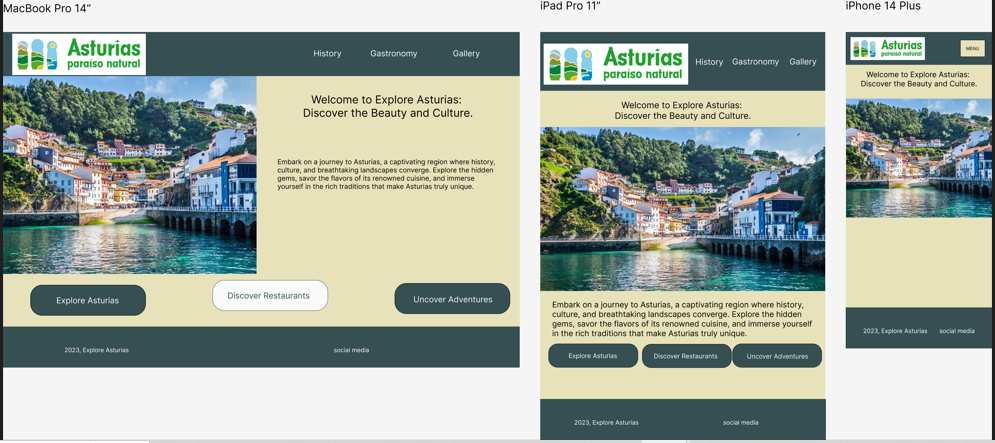 MacBook Pro 14"
Asturias
paraíso natural
History
Gastronomy
Gallery
Welcome to Explore Asturias:
Discover the Beauty and Culture.
Embark on a journey to Asturias, a captivating region where history,
culture, and breathtaking landscapes converge. Explore the hidden
gems, savor the flavors of its renowned cuisine, and immerse
yourself in the rich traditions that make Asturias truly unique.
Explore Asturias
Discover Restaurants
Uncover Adventures
2023, Explore Asturias
social media
iPad Pro 11"
Asturias
paraíso natural
History
Gastronomy
Gallery
Welcome to Explore Asturias:
Discover the Beauty and Culture.
Embark on a journey to Asturias, a captivating region where history,
culture, and breathtaking landscapes converge. Explore the hidden
gems, savor the flavors of its renowned cuisine, and immerse yourself
in the rich traditions that make Asturias truly unique.
Explore Asturias
Discover Restaurants
Uncover Adventures
2023, Explore Asturias
social media
iPhone 14 Plus
Asturias
paraíso natural
MENU
Welcome to Explore Asturias:
Discover the Beauty and Culture.
2023, Explore Asturias
social media